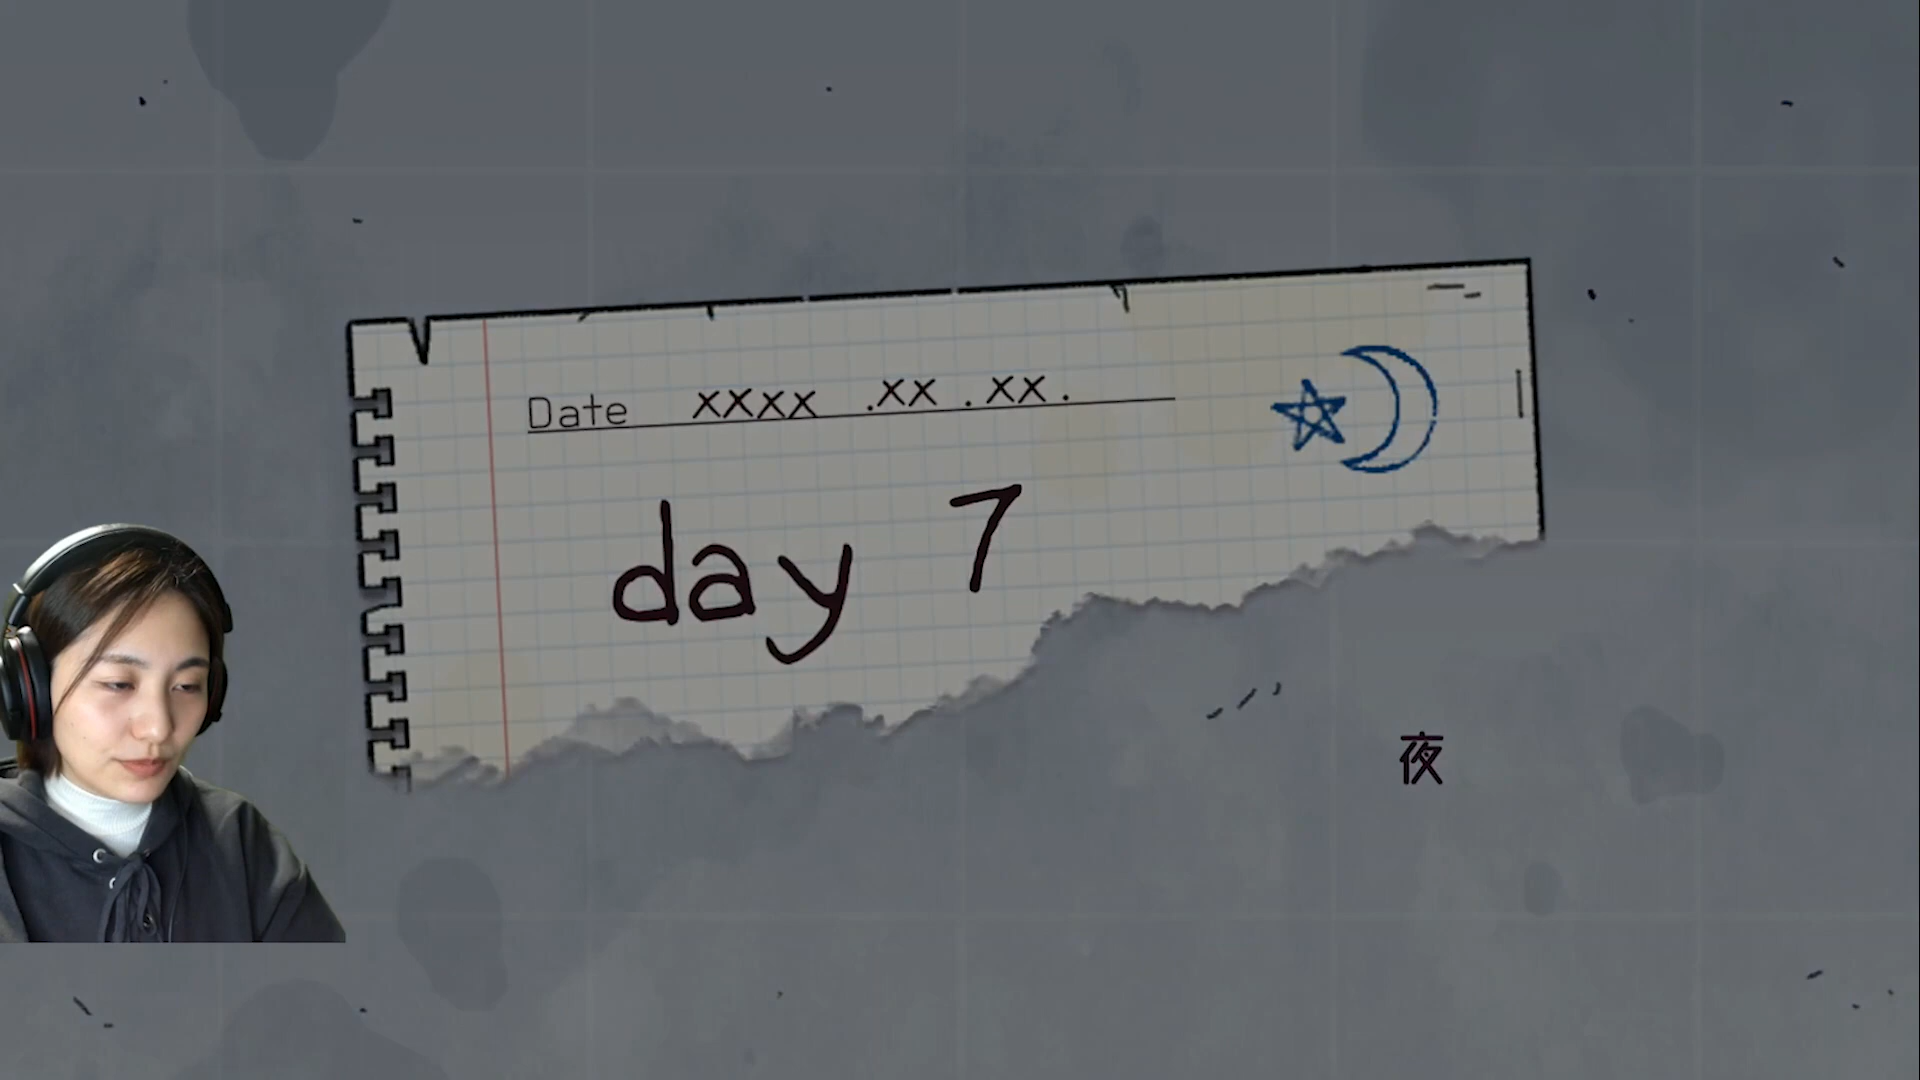 Date xxxx .xx . xx .
day 7
夜